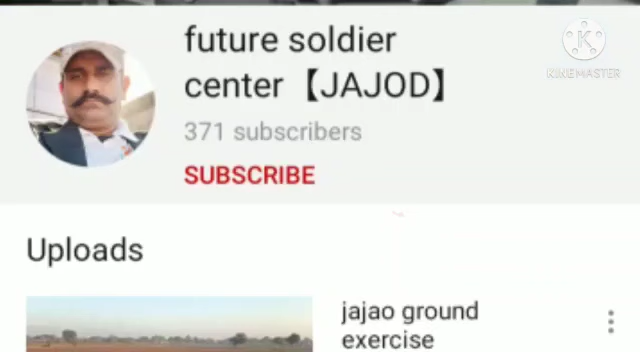 future soldier
center【JAJOD】
371 subscribers
SUBSCRIBE
KINEMASTER
Uploads
jajao ground
exercise